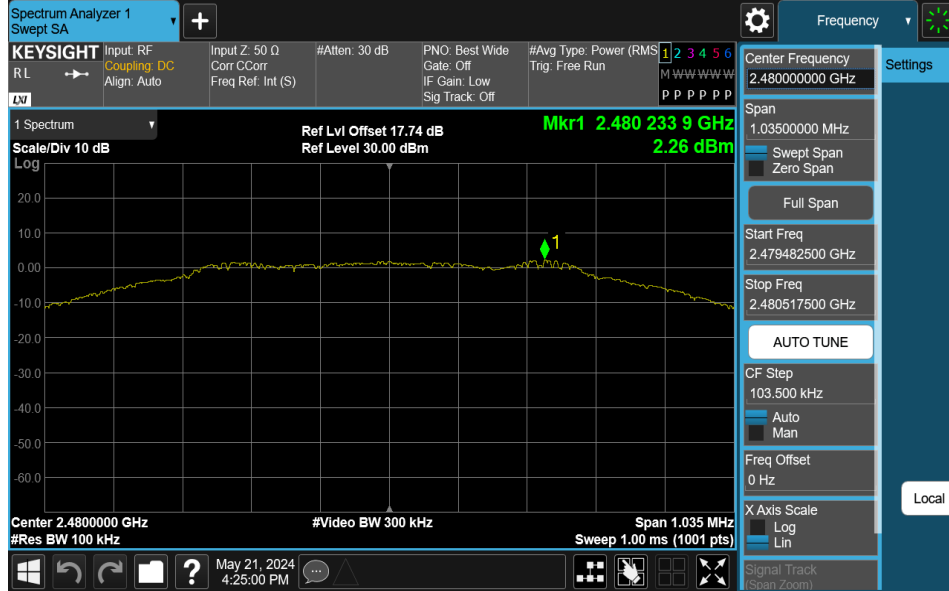 Spectrum Analyzer 1
Swept SA
+
Frequency
KEYSIGHT
RL
LXI
Input: RF
Coupling: DC
Align: Auto
Input Z: 50 Ω
Corr CCorr
Freq Ref: Int (S)
#Atten: 30 dB
PNO: Best Wide
Gate: Off
IF Gain: Low
Sig Track: Off
#Avg Type: Power (RMS
Trig: Free Run
1 2 3 4 5 6
M W W W W W
P P P P P P
1 Spectrum
Scale/Div 10 dB
Log
Ref Lvl Offset 17.74 dB
Ref Level 30.00 dBm
Mkr1 2.480 233 9 GHz
2.26 dBm
1
20.0
10.0
0.00
-10.0
-20.0
-30.0
-40.0
-50.0
-60.0
Center 2.4800000 GHz
#Res BW 100 kHz
#Video BW 300 kHz
Span 1.035 MHz
Sweep 1.00 ms (1001 pts)
?
May 21, 2024
4:25:00 PM
Center Frequency
2.480000000 GHz
Settings
Span
1.03500000 MHz
Swept Span
Zero Span
Full Span
Start Freq
2.479482500 GHz
Stop Freq
2.480517500 GHz
AUTO TUNE
CF Step
103.500 kHz
Auto
Man
Freq Offset
0 Hz
Local
X Axis Scale
Log
Lin
Signal Track
(Span Zoom)